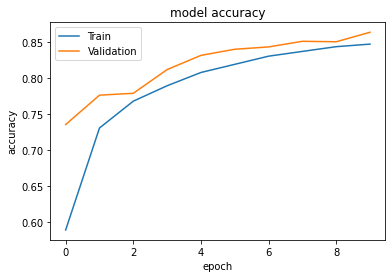 model accuracy
Train
Validation
accuracy
0.85
0.80
0.75
0.70
0.65
0.60
0 2 4 6 8
epoch